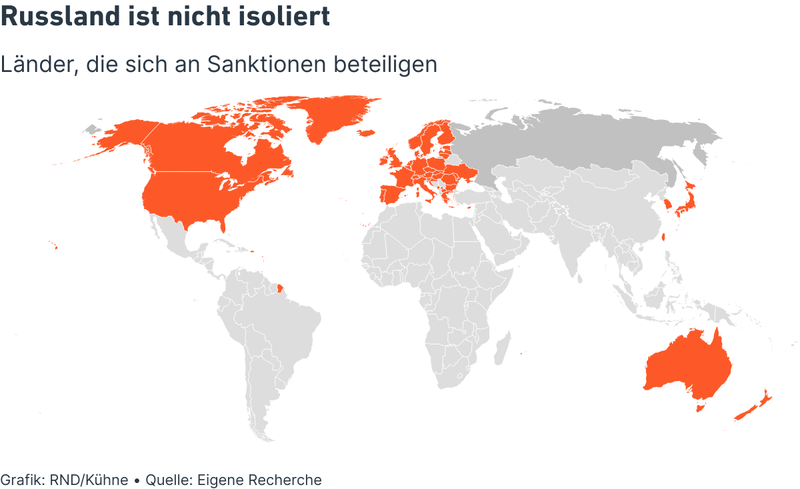 Russland ist nicht isoliert
Länder, die sich an Sanktionen beteiligen
Grafik: RND/Kühne • Quelle: Eigene Recherche